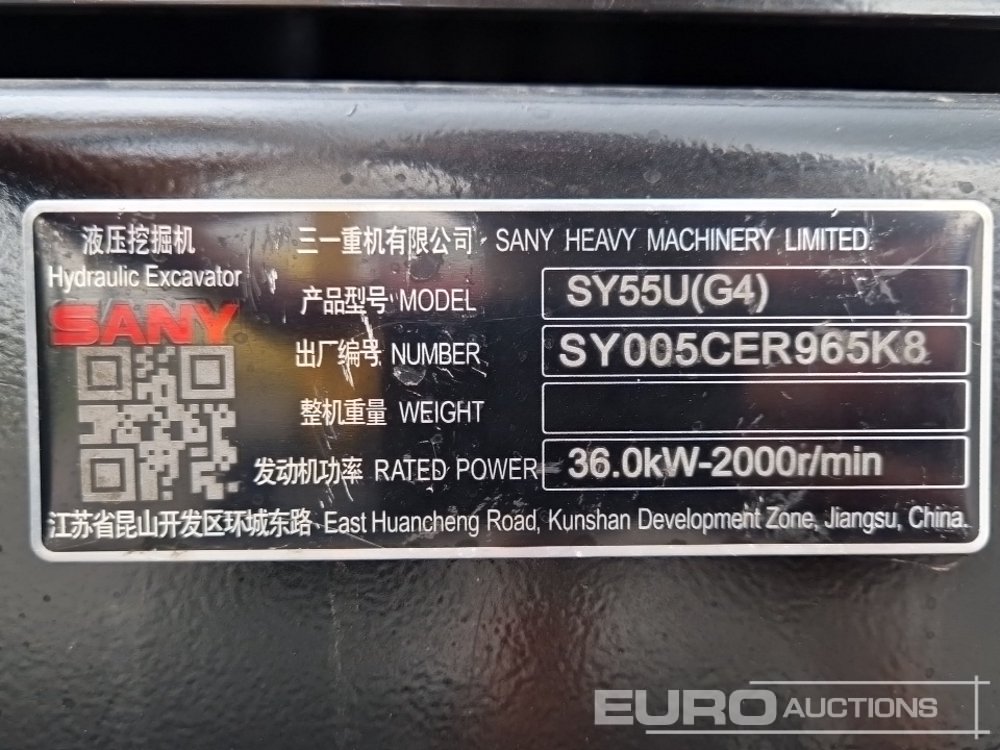 液压挖掘机
Hydraulic Excavator
SANY
三一重机有限公司 · SANY HEAVY MACHINERY LIMITED.
产品型号 MODEL SY55U(G4)
出厂编号 NUMBER SY005CER965K8
整机重量 WEIGHT
发动机功率 RATED POWER 36.0kW-2000r/min
江苏省昆山开发区环城东路 · East Huancheng Road, Kunshan Development Zone, Jiangsu, China.
EURO AUCTIONS